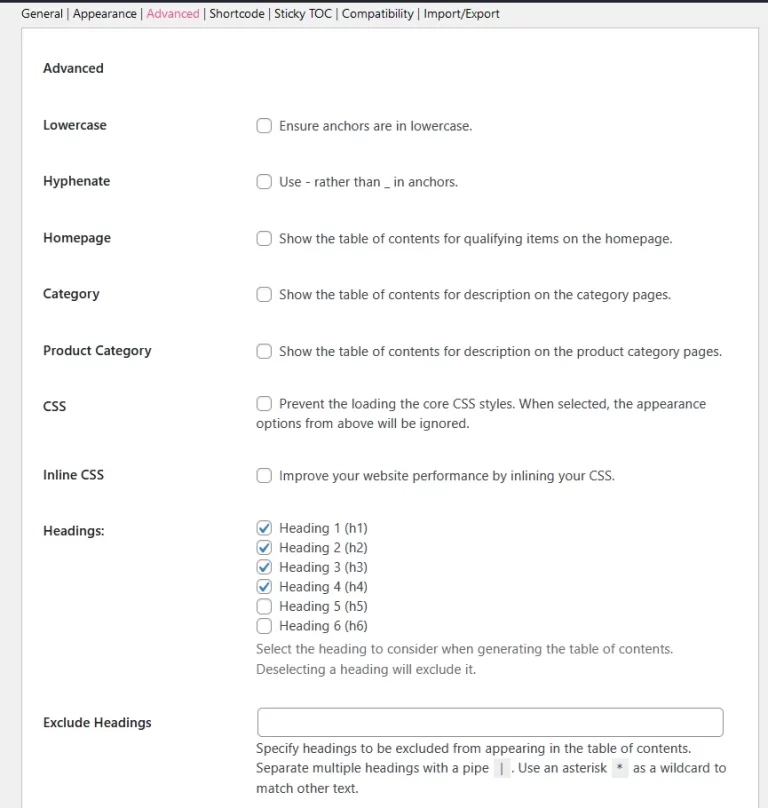 General | Appearance | Advanced | Shortcode | Sticky TOC | Compatibility | Import/Export
Advanced
Lowercase
Ensure anchors are in lowercase.
Hyphenate
Use - rather than _ in anchors.
Homepage
Show the table of contents for qualifying items on the homepage.
Category
Show the table of contents for description on the category pages.
Product Category
Show the table of contents for description on the product category pages.
CSS
Prevent the loading the core CSS styles. When selected, the appearance
options from above will be ignored.
Inline CSS
Improve your website performance by inlining your CSS.
Headings:
Heading 1 (h1)
Heading 2 (h2)
Heading 3 (h3)
Heading 4 (h4)
Heading 5 (h5)
Heading 6 (h6)
Select the heading to consider when generating the table of contents.
Deselecting a heading will exclude it.
Exclude Headings
Specify headings to be excluded from appearing in the table of contents.
Separate multiple headings with a pipe | . Use an asterisk * as a wildcard to
match other text.